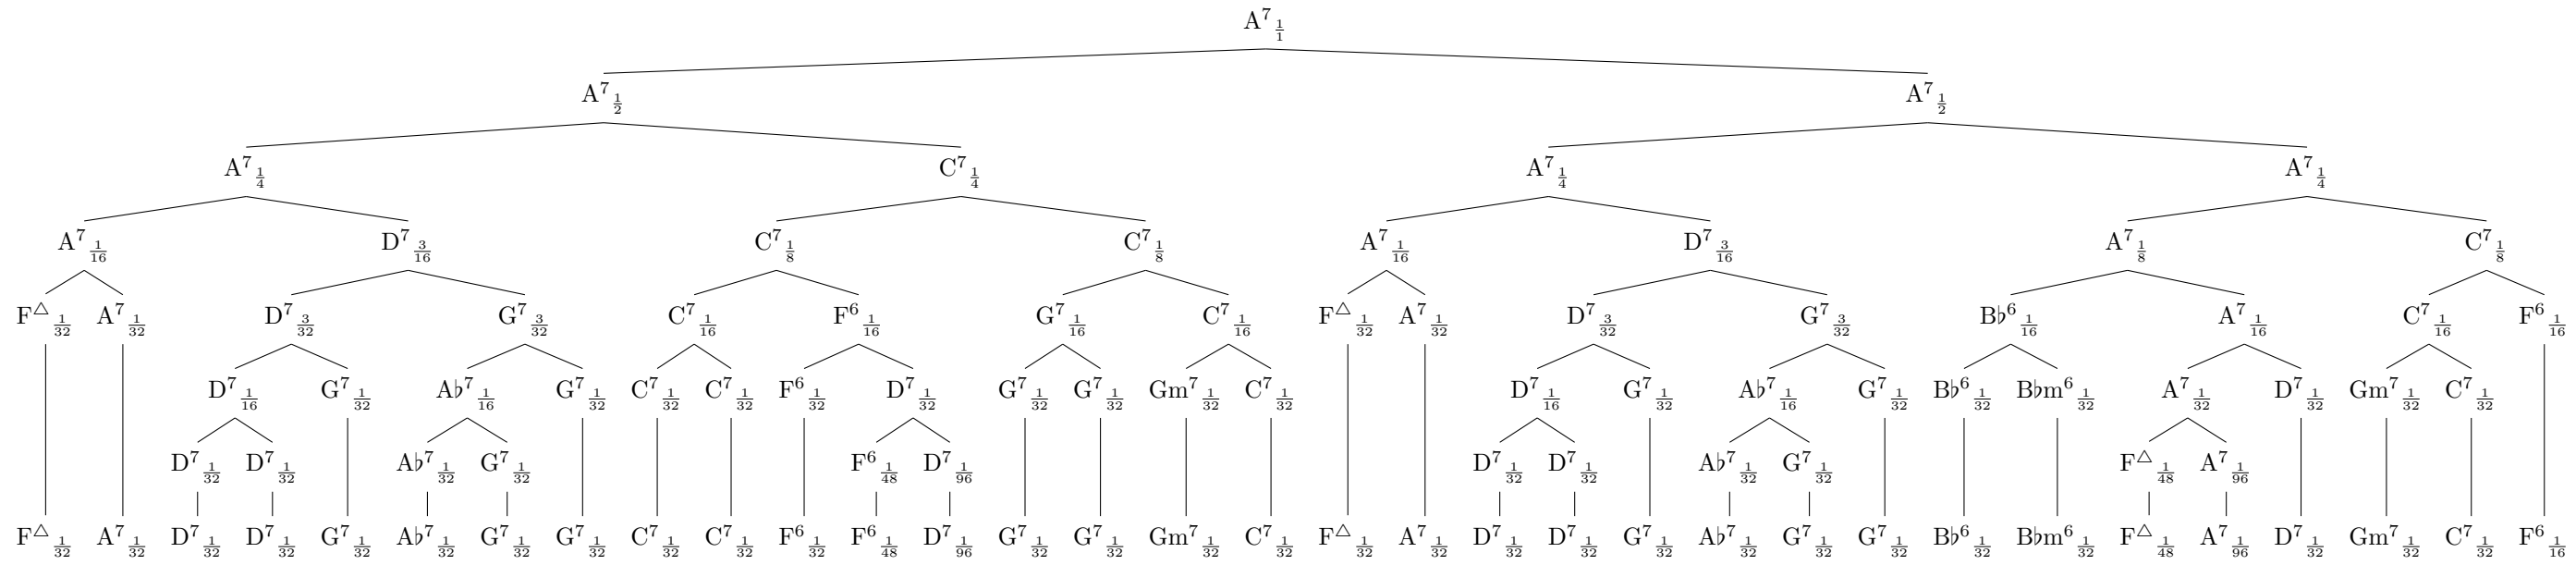 A⁷ 1/1
A⁷ 1/2 A⁷ 1/2
A⁷ 1/4 C⁷ 1/4 A⁷ 1/4 A⁷ 1/4
A⁷ 1/16 D⁷ 3/16 C⁷ 1/8 C⁷ 1/8 A⁷ 1/16 D⁷ 3/16 A⁷ 1/8 C⁷ 1/8
F△ 1/32 A⁷ 1/32 D⁷ 3/32 G⁷ 3/32 C⁷ 1/16 F⁶ 1/16 G⁷ 1/16 C⁷ 1/16 F△ 1/32 A⁷ 1/32 D⁷ 3/32 G⁷ 3/32 B♭⁶ 1/16 A⁷ 1/16 C⁷ 1/16 F⁶ 1/16
D⁷ 1/16 G⁷ 1/32 A♭⁷ 1/16 G⁷ 1/32 C⁷ 1/32 C⁷ 1/32 F⁶ 1/32 D⁷ 1/32 G⁷ 1/32 G⁷ 1/32 Gm⁷ 1/32 C⁷ 1/32 D⁷ 1/16 G⁷ 1/32 A♭⁷ 1/16 G⁷ 1/32 B♭⁶ 1/32 B♭m⁶ 1/32 A⁷ 1/32 D⁷ 1/32 Gm⁷ 1/32 C⁷ 1/32
D⁷ 1/32 D⁷ 1/32 A♭⁷ 1/32 G⁷ 1/32 F⁶ 1/48 D⁷ 1/96 D⁷ 1/32 D⁷ 1/32 A♭⁷ 1/32 G⁷ 1/32 F△ 1/48 A⁷ 1/96
F△ 1/32 A⁷ 1/32 D⁷ 1/32 D⁷ 1/32 G⁷ 1/32 A♭⁷ 1/32 G⁷ 1/32 G⁷ 1/32 C⁷ 1/32 C⁷ 1/32 F⁶ 1/32 F⁶ 1/48 D⁷ 1/96 G⁷ 1/32 G⁷ 1/32 Gm⁷ 1/32 C⁷ 1/32 F△ 1/32 A⁷ 1/32 D⁷ 1/32 D⁷ 1/32 G⁷ 1/32 A♭⁷ 1/32 G⁷ 1/32 G⁷ 1/32 B♭⁶ 1/32 B♭m⁶ 1/32 F△ 1/48 A⁷ 1/96 D⁷ 1/32 Gm⁷ 1/32 C⁷ 1/32 F⁶ 1/16